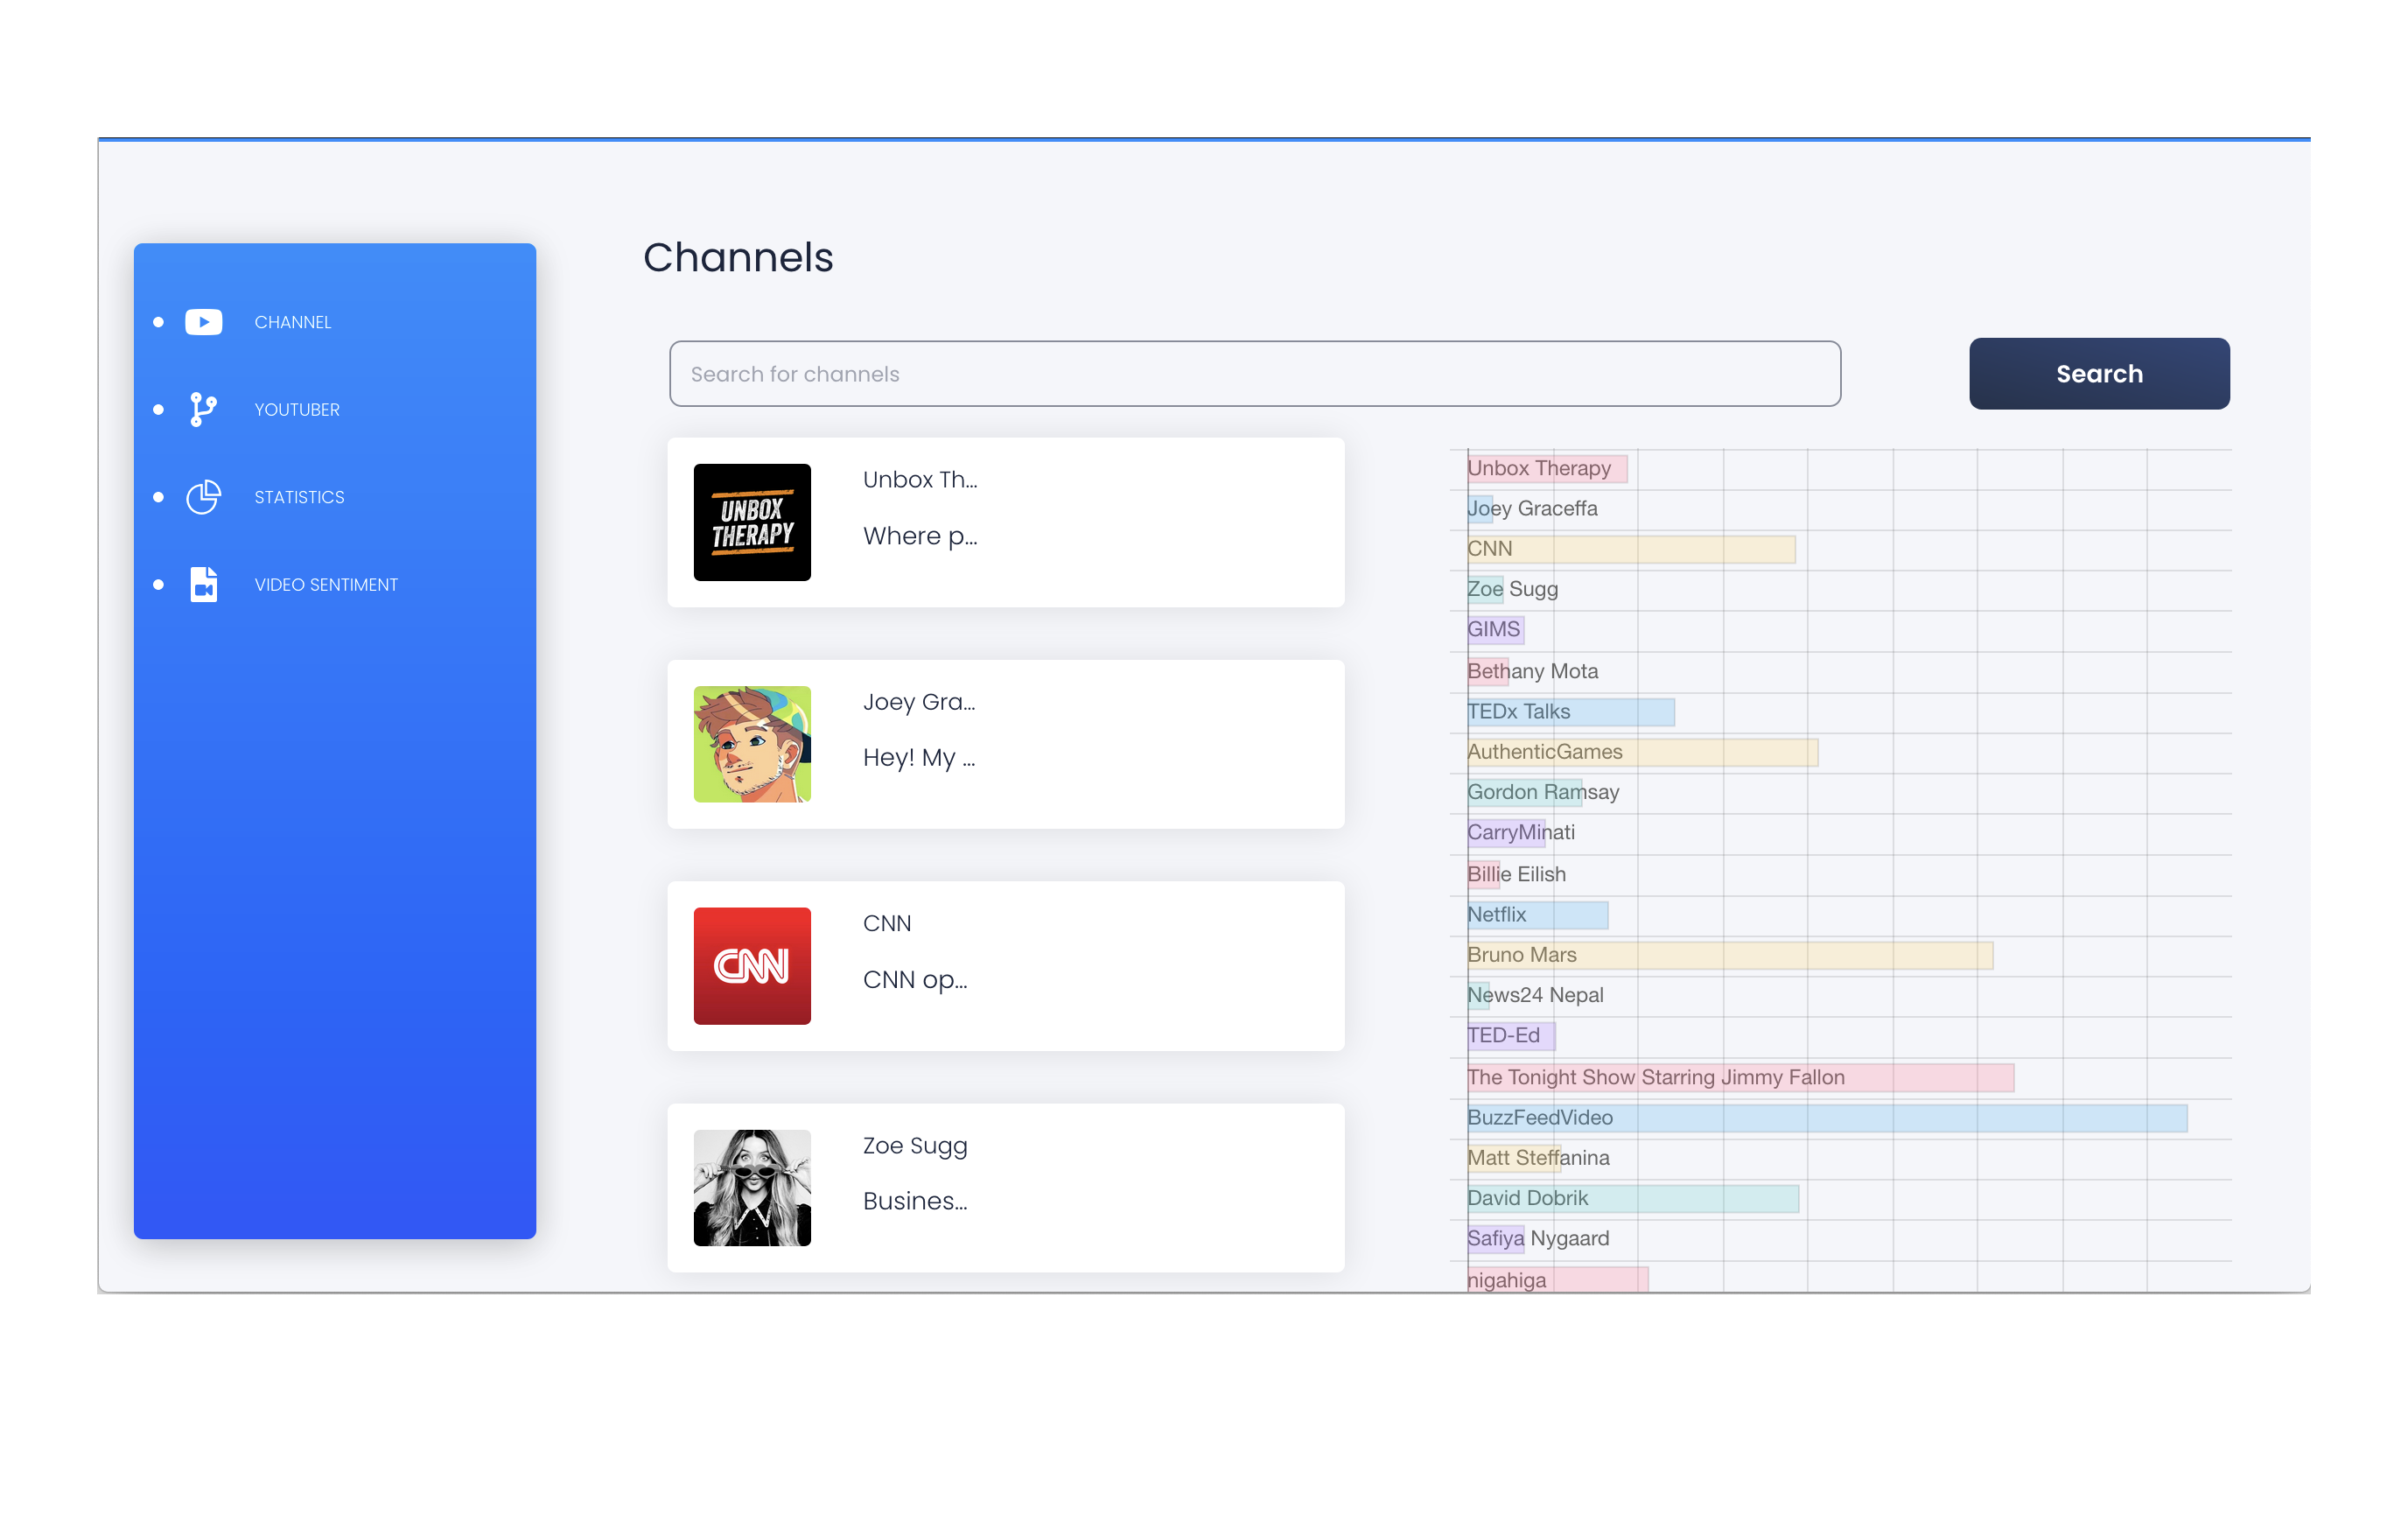 Channels
CHANNEL
YOUTUBER
STATISTICS
VIDEO SENTIMENT
Search for channels
Search
UNBOX
THERAPY
Unbox Th...
Where p...
Joey Gra...
Hey! My ...
CNN
CNN
CNN op...
Zoe Sugg
Busines...
Unbox Therapy
Joey Graceffa
CNN
Zoe Sugg
GIMS
Bethany Mota
TEDx Talks
AuthenticGames
Gordon Ramsay
CarryMinati
Billie Eilish
Netflix
Bruno Mars
News24 Nepal
TED-Ed
The Tonight Show Starring Jimmy Fallon
BuzzFeedVideo
Matt Steffanina
David Dobrik
Safiya Nygaard
nigahiga